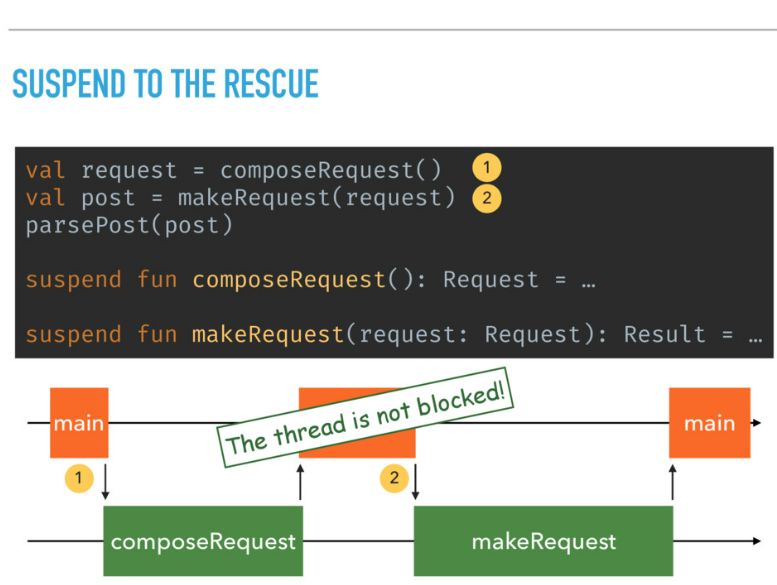 SUSPEND TO THE RESCUE
val request = composeRequest() 1
val post = makeRequest(request) 2
parsePost(post)
suspend fun composeRequest(): Request = …
suspend fun makeRequest(request: Request): Result = …
main
The thread is not blocked!
main
1
2
composeRequest
makeRequest